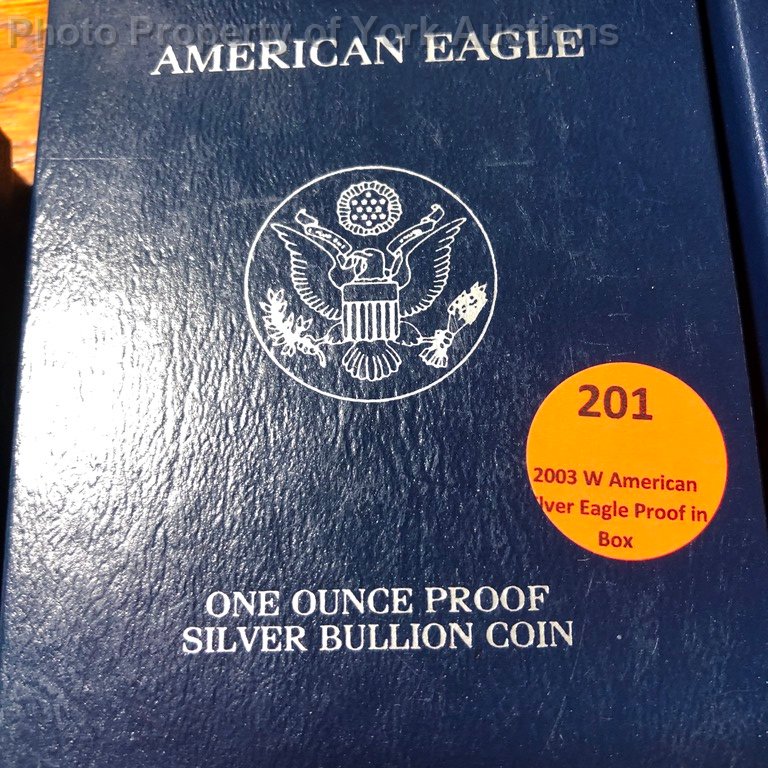 Photo Property of York Auctions
AMERICAN EAGLE
201
2003 W American
ilver Eagle Proof in
Box
ONE OUNCE PROOF
SILVER BULLION COIN